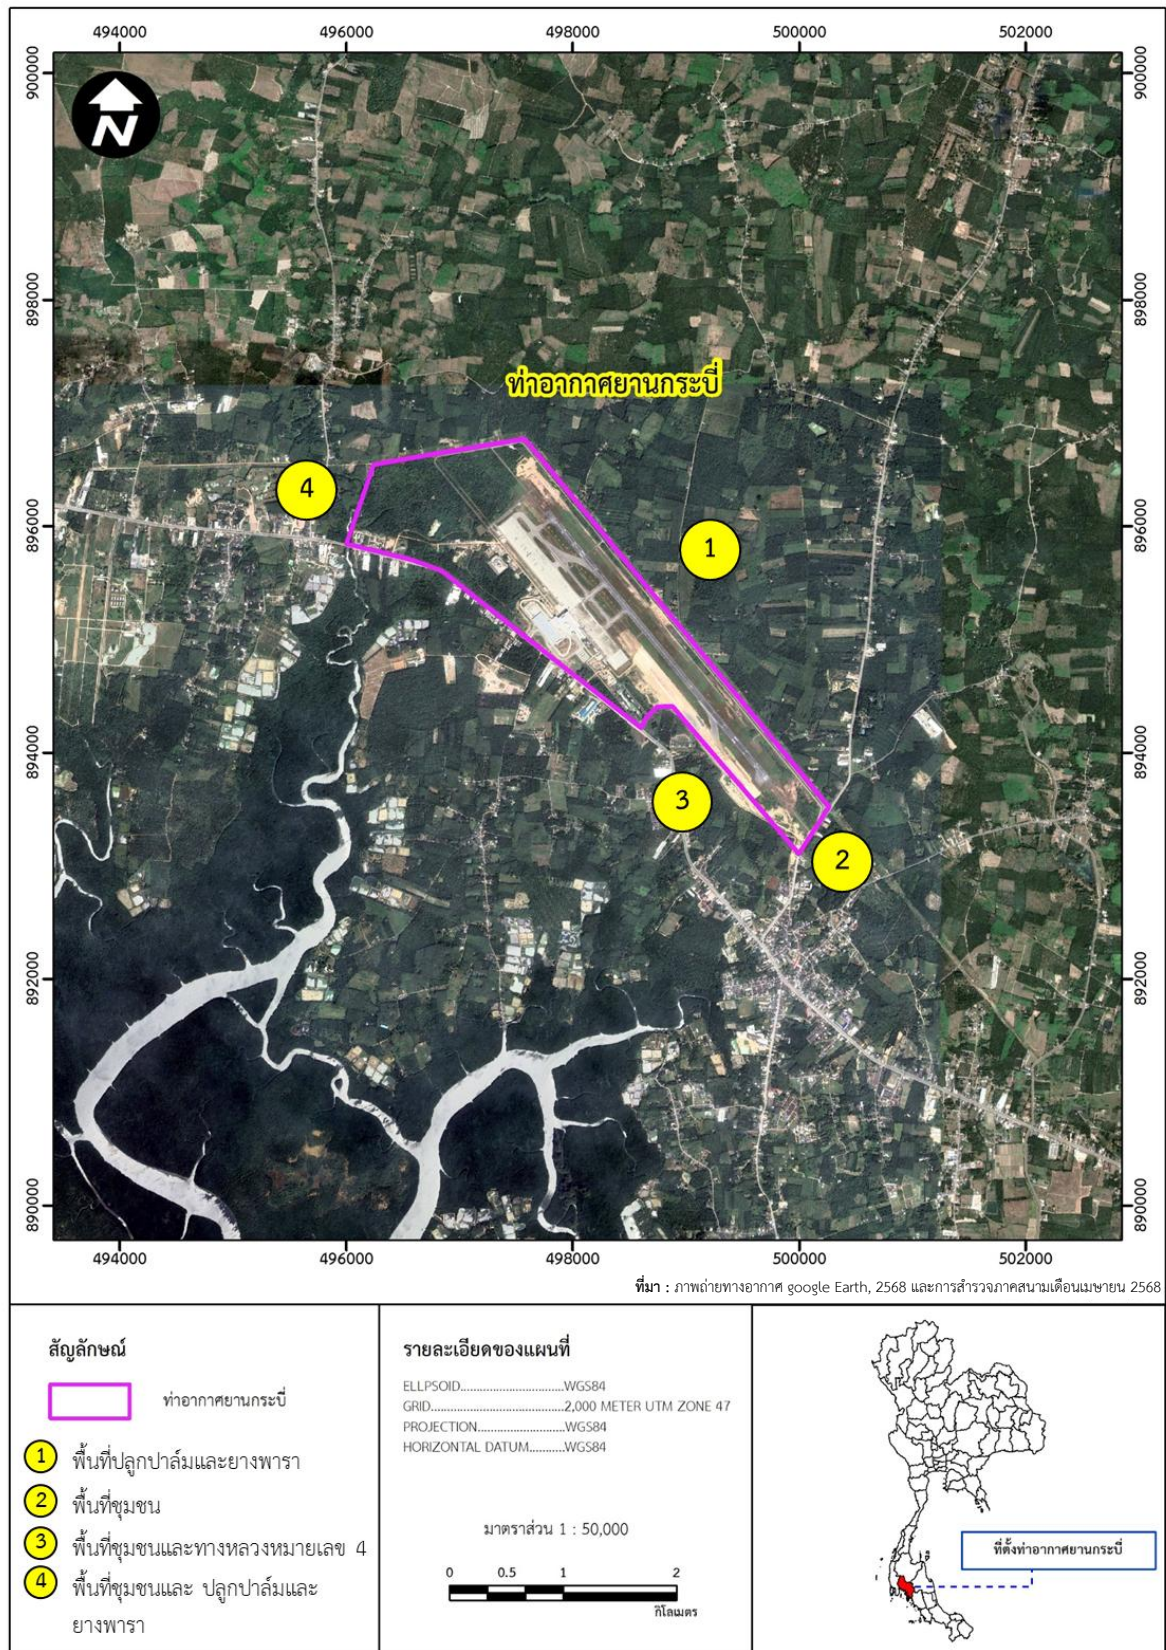 494000 496000 498000 500000 502000
900000 900000
N
898000 898000
ท่าอากาศยานกระบี่
4
896000 896000
1
894000 894000
3
2
892000 892000
890000 890000
494000 496000 498000 500000 502000
ที่มา : ภาพถ่ายทางอากาศ google Earth, 2568 และการสำรวจภาคสนามเดือนเมษายน 2568
สัญลักษณ์
ท่าอากาศยานกระบี่
1 พื้นที่ปลูกปาล์มและยางพารา
2 พื้นที่ชุมชน
3 พื้นที่ชุมชนและทางหลวงหมายเลข 4
4 พื้นที่ชุมชนและ ปลูกปาล์มและ
ยางพารา
รายละเอียดของแผนที่
ELLPSOID..........................WGS84
GRID..................................2,000 METER UTM ZONE 47
PROJECTION.....................WGS84
HORIZONTAL DATUM..........WGS84
มาตราส่วน 1 : 50,000
0 0.5 1 2
กิโลเมตร
ที่ตั้งท่าอากาศยานกระบี่